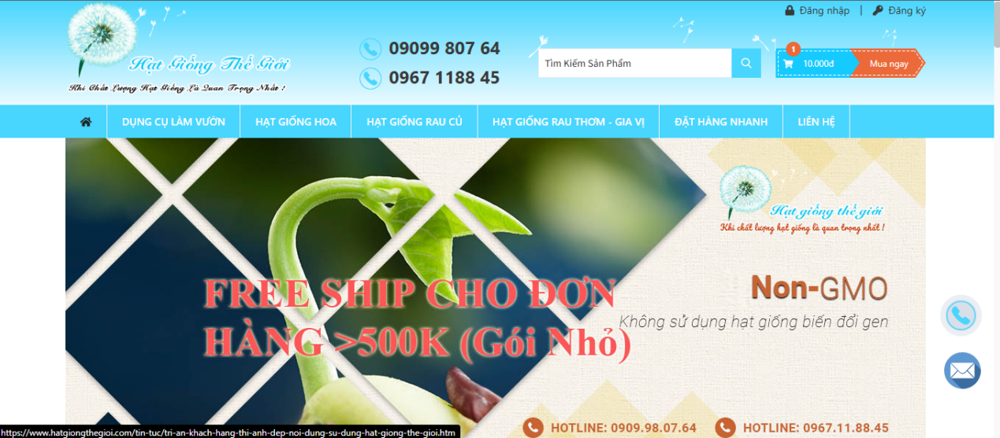 Đăng nhập | Đăng ký
Hạt Giống Thế Giới
Khi Chất Lượng Hạt Giống Là Quan Trọng Nhất !
09099 807 64
0967 1188 45
Tìm Kiếm Sản Phẩm
1
10.000đ
Mua ngay
DỤNG CỤ LÀM VƯỜN
HẠT GIỐNG HOA
HẠT GIỐNG RAU CỦ
HẠT GIỐNG RAU THƠM - GIA VỊ
ĐẶT HÀNG NHANH
LIÊN HỆ
Hạt giống thế giới
Khi chất lượng hạt giống là quan trọng nhất !
FREE SHIP CHO ĐƠN
HÀNG >500K (Gói Nhỏ)
Non-GMO
Không sử dụng hạt giống biến đổi gen
HOTLINE: 0909.98.07.64
HOTLINE: 0967.11.88.45
https://www.hatgiongthegioi.com/tin-tuc/tri-an-khach-hang-thi-anh-dep-noi-dung-su-dung-hat-giong-the-gioi.htm